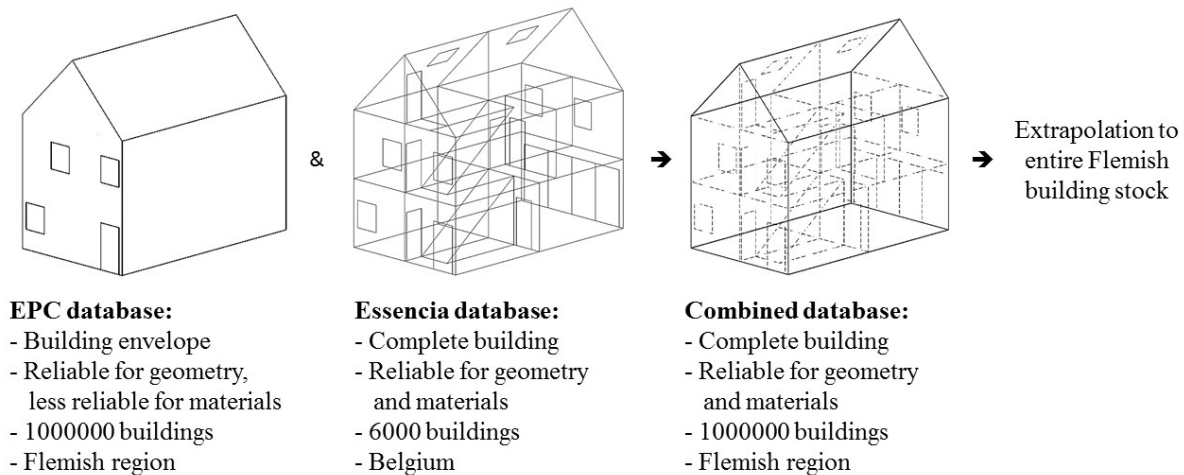 &
➔
➔
Extrapolation to
entire Flemish
building stock
EPC database:
- Building envelope
- Reliable for geometry,
less reliable for materials
- 1000000 buildings
- Flemish region
Essencia database:
- Complete building
- Reliable for geometry
and materials
- 6000 buildings
- Belgium
Combined database:
- Complete building
- Reliable for geometry
and materials
- 1000000 buildings
- Flemish region